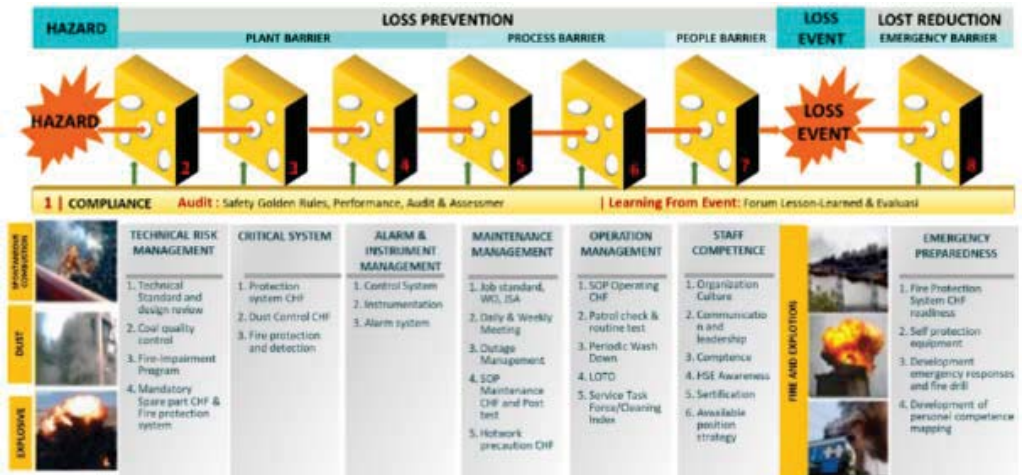 HAZARD
LOSS PREVENTION
LOSS
EVENT
LOST REDUCTION
PLANT BARRIER
PROCESS BARRIER
PEOPLE BARRIER
EMERGENCY BARRIER
HAZARD
LOSS
EVENT
2
3
4
5
6
7
8
1 | COMPLIANCE
Audit : Safety Golden Rules, Performance, Audit & Assessmer
| Learning From Event: Forum Lesson-Learned & Evaluasi
SPONTANEOUS
COMBUSTION
DUST
EXPLOSIVE
TECHNICAL RISK
MANAGEMENT
1. Technical
Standard and
design review
2. Coal quality
control
3. Fire-Impairment
Program
4. Mandatory
Spare part CHF &
Fire protection
system
CRITICAL SYSTEM
1. Protection
system CHF
2. Dust Control CHF
3. Fire protection
and detection
ALARM &
INSTRUMENT
MANAGEMENT
1. Control System
2. Instrumentation
3. Alarm system
MAINTENANCE
MANAGEMENT
1. Job standard,
WO, JSA
2. Daily & Weekly
Meeting
3. Outage
Management
4. SOP
Maintenance
CHF and Post
test
5. Hotwork
precaution CHF
OPERATION
MANAGEMENT
1. SOP Operating
CHF
2. Patrol check &
routine test
3. Periodic Wash
Down
4. LOTO
5. Service Task
Force/Cleaning
Index
STAFF
COMPETENCE
1. Organization
Culture
2. Communicatio
n and
leadership
3. Comptence
4. HSE Awareness
5. Sertification
6. Available
position
strategy
FIRE AND EXPLOTION
EMERGENCY
PREPAREDNESS
1. Fire Protection
System CHF
readiness
2. Self protection
equipment
3. Development
emergency responses
and fire drill
4. Development of
personal competence
mapping